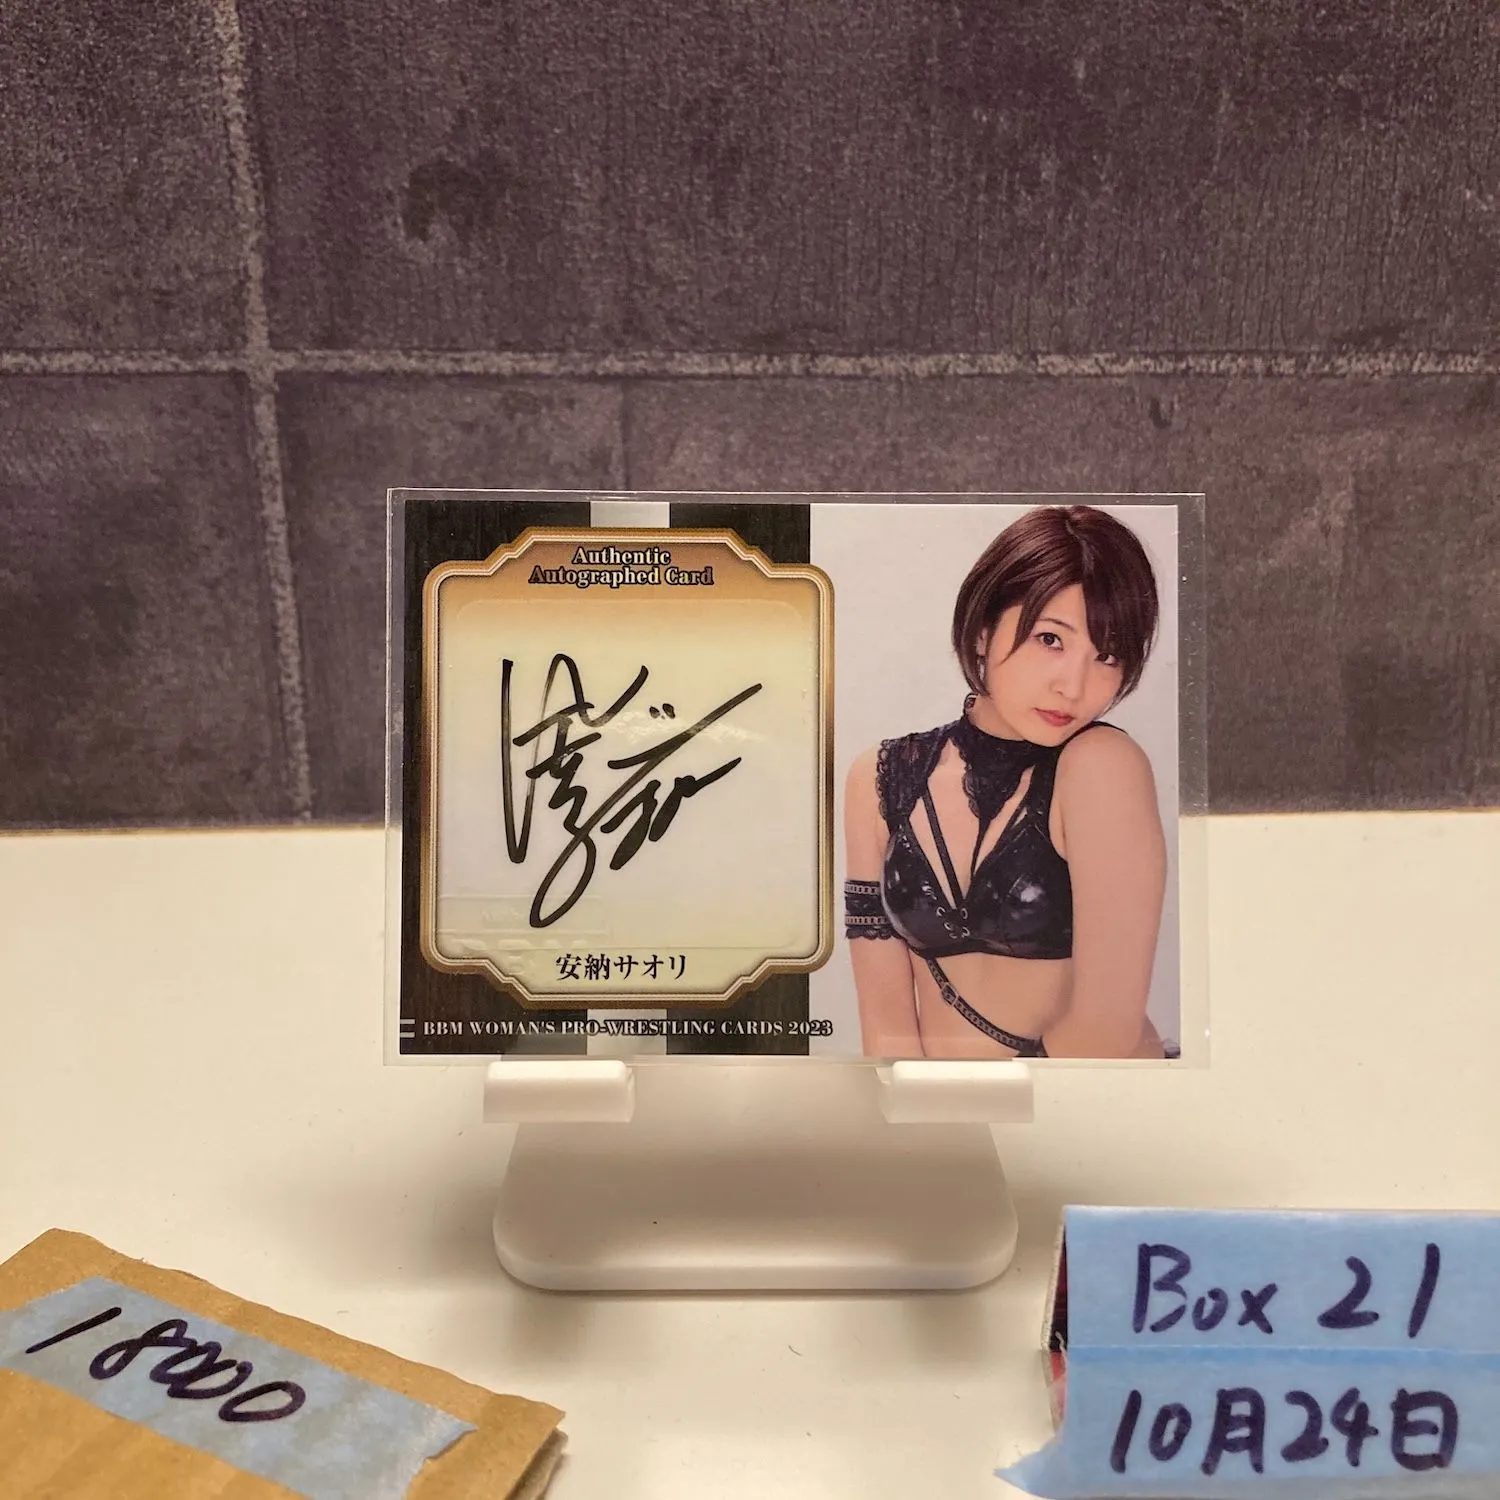 Authentic
Autographed Card
安納サオリ
BBM WOMAN'S PRO-WRESTLING CARDS 2023
18000
Box 21
10月24日